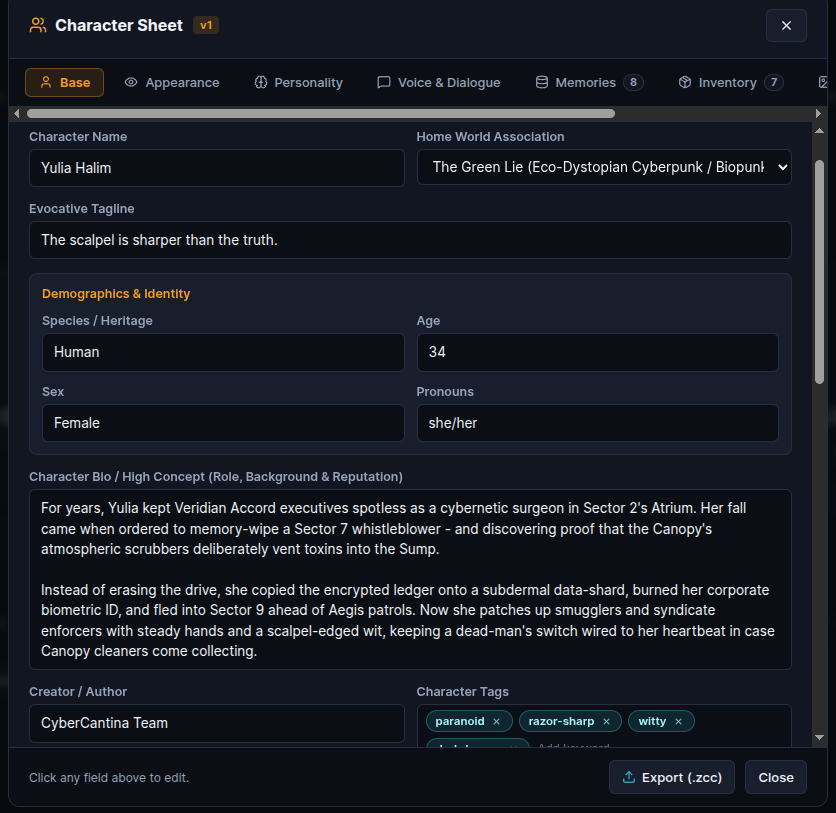 Character Sheet v1
Base Appearance Personality Voice & Dialogue Memories 8 Inventory 7
Character Name
Yulia Halim
Home World Association
The Green Lie (Eco-Dystopian Cyberpunk / Biopunk
Evocative Tagline
The scalpel is sharper than the truth.
Demographics & Identity
Species / Heritage
Human
Age
34
Sex
Female
Pronouns
she/her
Character Bio / High Concept (Role, Background & Reputation)
For years, Yulia kept Veridian Accord executives spotless as a cybernetic surgeon in Sector 2's Atrium. Her fall
came when ordered to memory-wipe a Sector 7 whistleblower - and discovering proof that the Canopy's
atmospheric scrubbers deliberately vent toxins into the Sump.
Instead of erasing the drive, she copied the encrypted ledger onto a subdermal data-shard, burned her corporate
biometric ID, and fled into Sector 9 ahead of Aegis patrols. Now she patches up smugglers and syndicate
enforcers with steady hands and a scalpel-edged wit, keeping a dead-man's switch wired to her heartbeat in case
Canopy cleaners come collecting.
Creator / Author
CyberCantina Team
Character Tags
paranoid × razor-sharp × witty ×
Click any field above to edit.
Export (.zcc)
Close